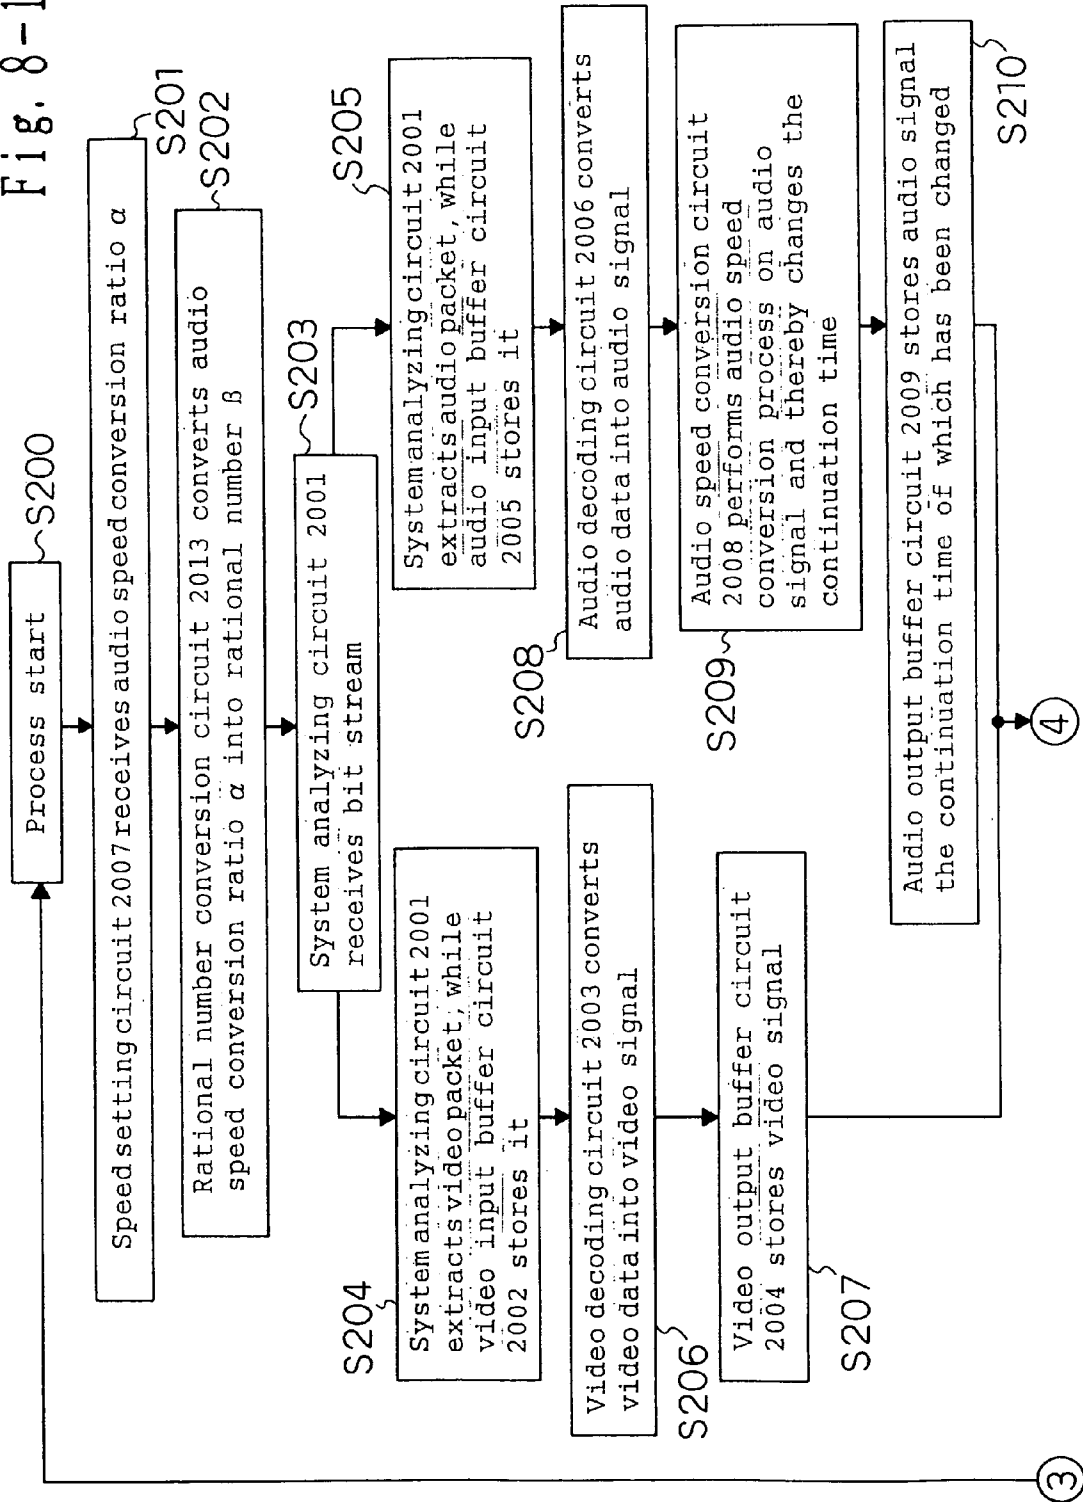 Fig. 8-1
Process start
S200
Speed setting circuit 2007 receives audio speed conversion ratio α
S201
Rational number conversion circuit 2013 converts audio
speed conversion ratio α into rational number ß
S202
System analyzing circuit 2001
receives bit stream
S203
S204
System analyzing circuit 2001
extracts video packet, while
video input buffer circuit
2002 stores it
System analyzing circuit 2001
extracts audio packet, while
audio input buffer circuit
2005 stores it
S205
Video decoding circuit 2003 converts
video data into video signal
S206
S208
Audio decoding circuit 2006 converts
audio data into audio signal
Video output buffer circuit
2004 stores video signal
S207
S209
Audio speed conversion circuit
2008 performs audio speed
conversion process on audio
signal and thereby changes the
continuation time
Audio output buffer circuit 2009 stores audio signal
the continuation time of which has been changed
S210
3
4